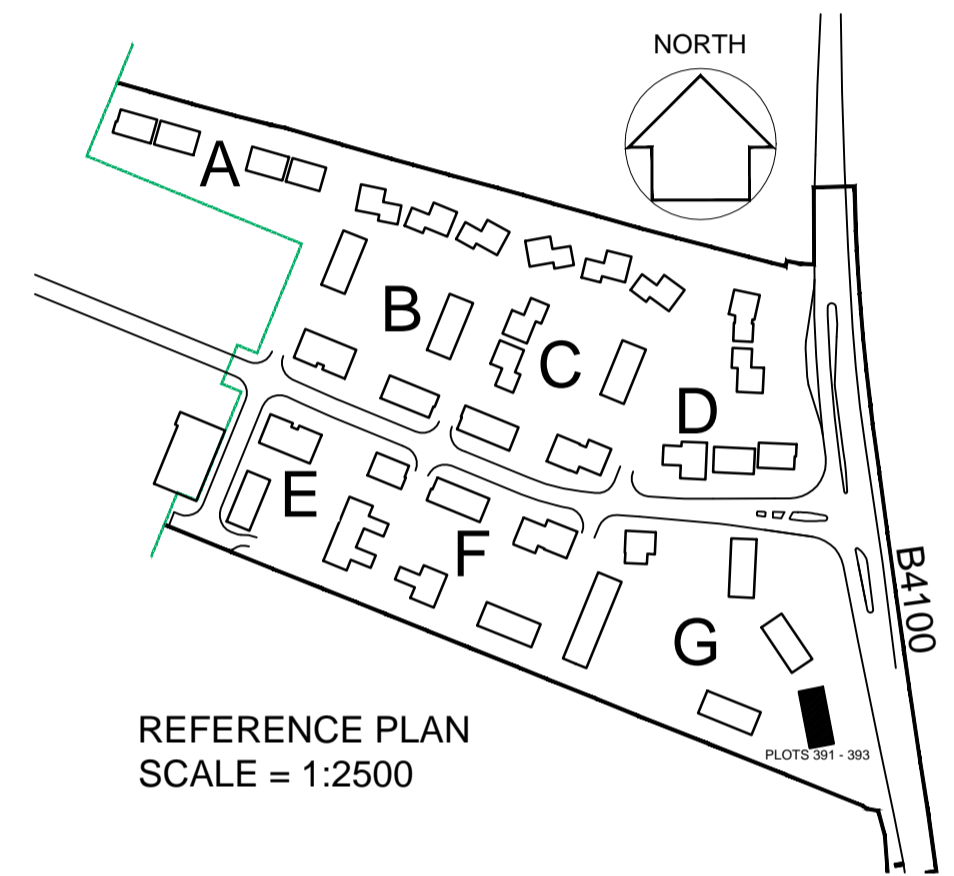 NORTH
A
B
C
D
E
F
G
B4100
PLOTS 391 - 393
REFERENCE PLAN
SCALE = 1:2500